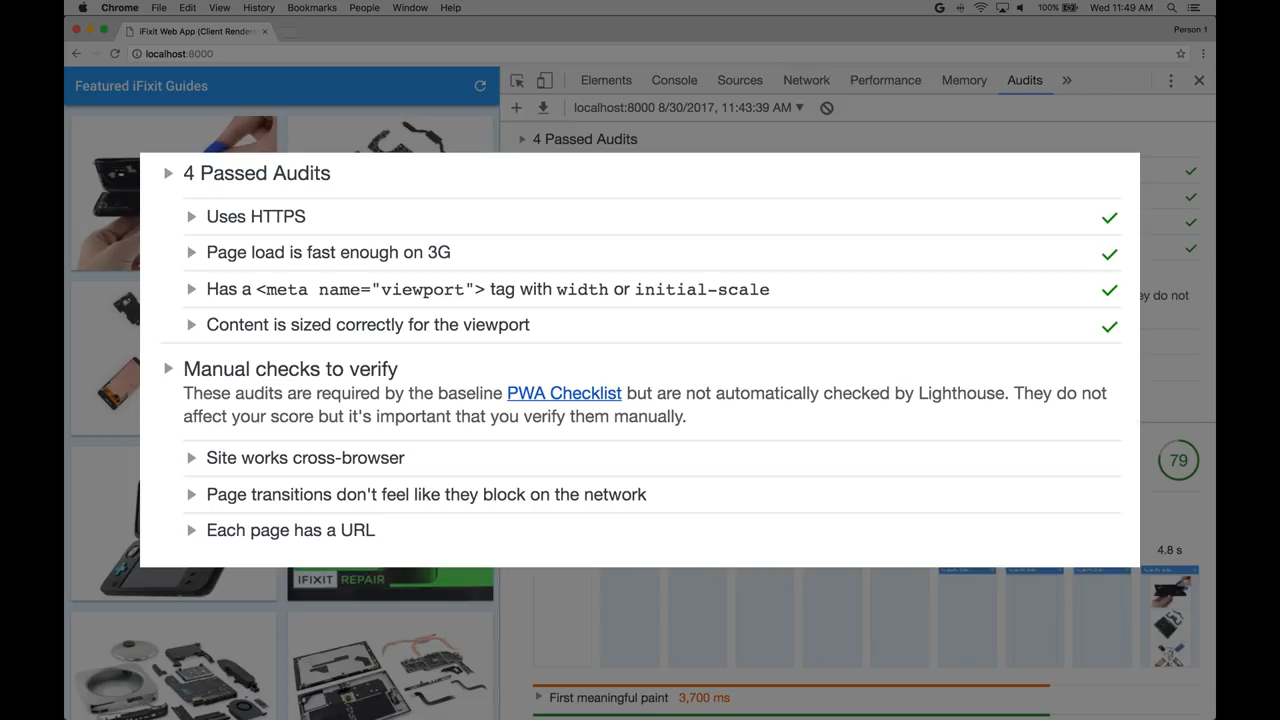 Chrome File Edit View History Bookmarks People Window Help 100% Wed 11:49 AM
iFixit Web App (Client Render Person 1
localhost:8000
Featured iFixit Guides
Elements Console Sources Network Performance Memory Audits
localhost:8000 8/30/2017, 11:43:39 AM
4 Passed Audits
4 Passed Audits
Uses HTTPS
Page load is fast enough on 3G
Has a <meta name="viewport"> tag with width or initial-scale
Content is sized correctly for the viewport
ey do not
Manual checks to verify
These audits are required by the baseline PWA Checklist but are not automatically checked by Lighthouse. They do not
affect your score but it's important that you verify them manually.
Site works cross-browser
79
Page transitions don't feel like they block on the network
Each page has a URL
4.8 s
IFIXIT REPAIR
First meaningful paint 3,700 ms